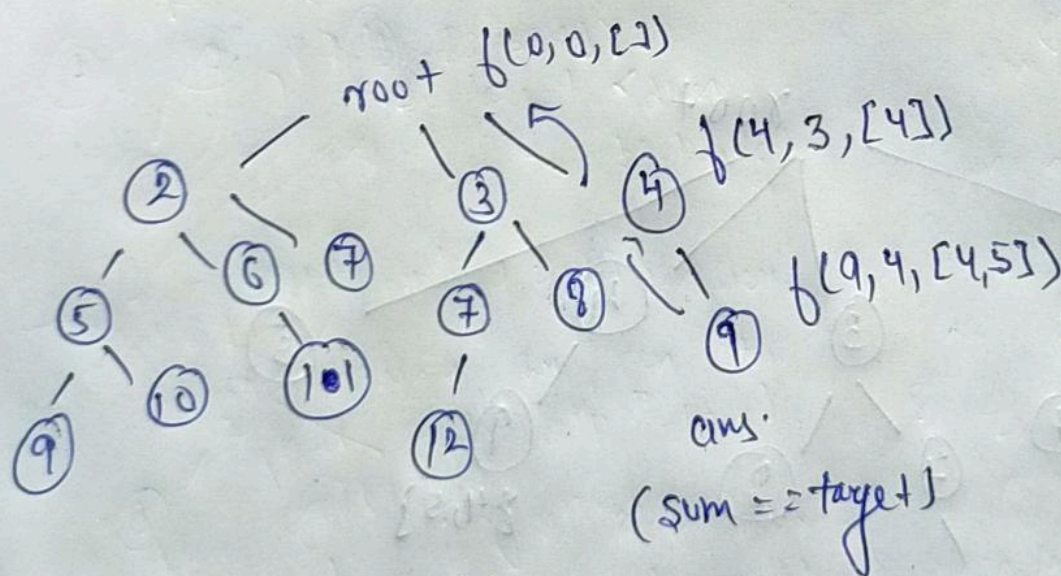 root f(0,0,[])
2 3 4 f(4,3,[4])
5 6 7 7 8 9 f(9,4,[4,5])
9 10 101 12
ans.
(sum == target)